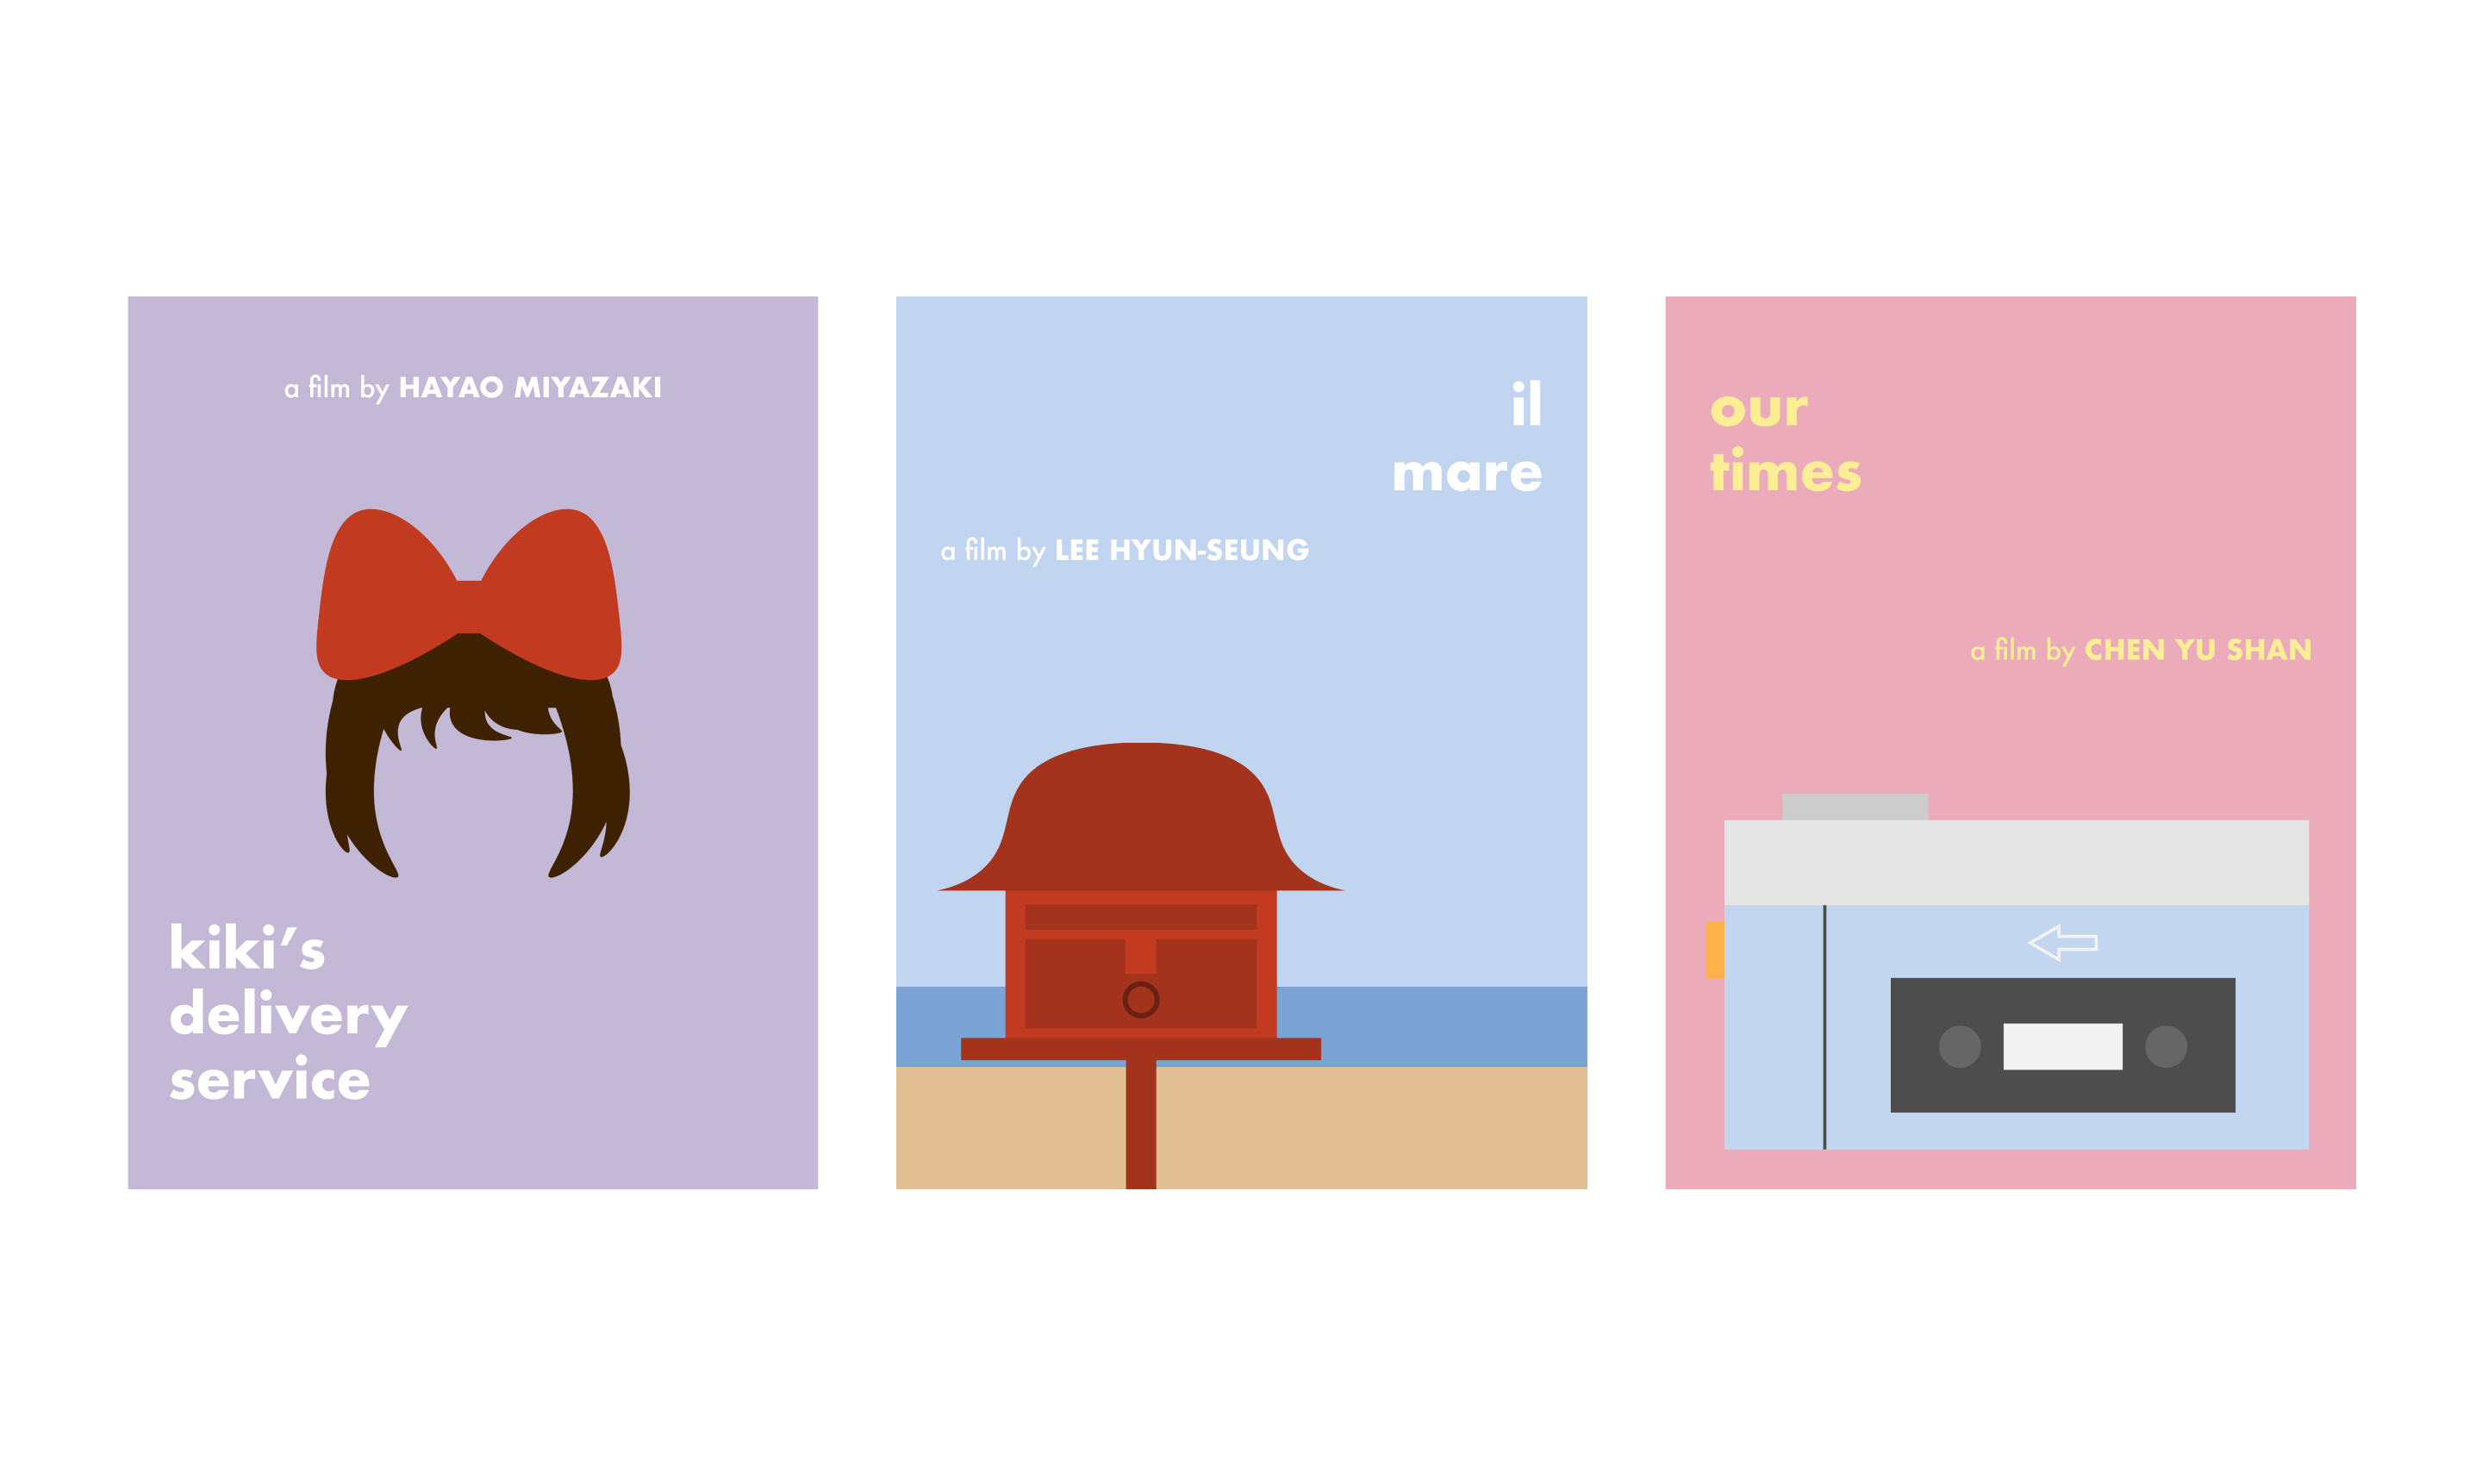 a film by HAYAO MIYAZAKI
kiki’s
delivery
service
il
mare
a film by LEE HYUN-SEUNG
our
times
a film by CHEN YU SHAN